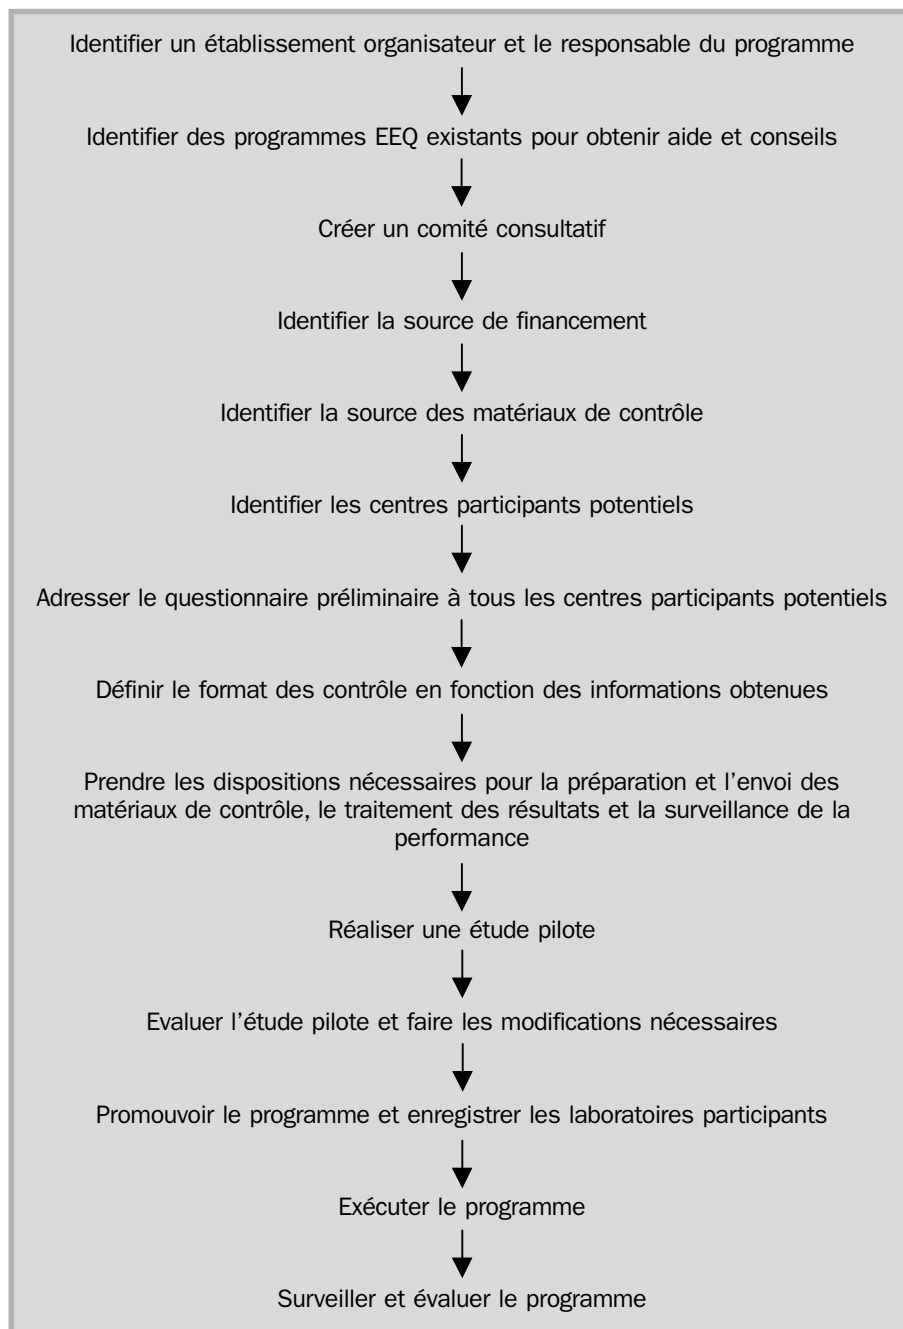 Identifier un établissement organisateur et le responsable du programme
Identifier des programmes EEQ existants pour obtenir aide et conseils
Créer un comité consultatif
Identifier la source de financement
Identifier la source des matériaux de contrôle
Identifier les centres participants potentiels
Adresser le questionnaire préliminaire à tous les centres participants potentiels
Définir le format des contrôle en fonction des informations obtenues
Prendre les dispositions nécessaires pour la préparation et l'envoi des
matériaux de contrôle, le traitement des résultats et la surveillance de la
performance
Réaliser une étude pilote
Evaluer l'étude pilote et faire les modifications nécessaires
Promouvoir le programme et enregistrer les laboratoires participants
Exécuter le programme
Surveiller et évaluer le programme